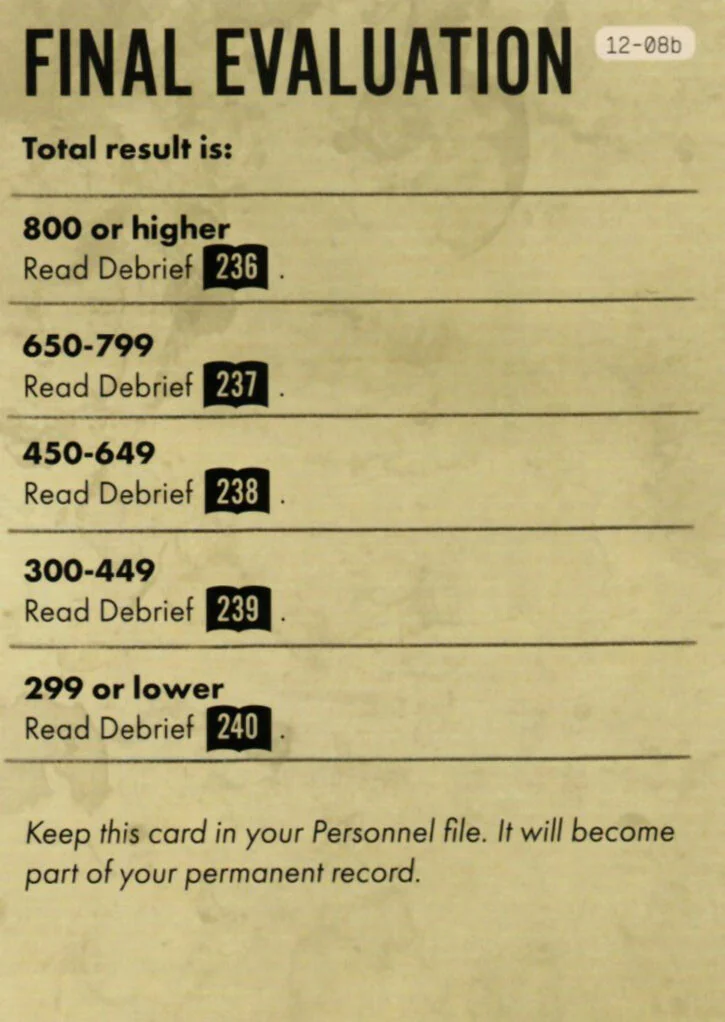 FINAL EVALUATION 12-08b
Total result is:
800 or higher
Read Debrief 236 .
650-799
Read Debrief 237 .
450-649
Read Debrief 238 .
300-449
Read Debrief 239 .
299 or lower
Read Debrief 240 .
Keep this card in your Personnel file. It will become
part of your permanent record.